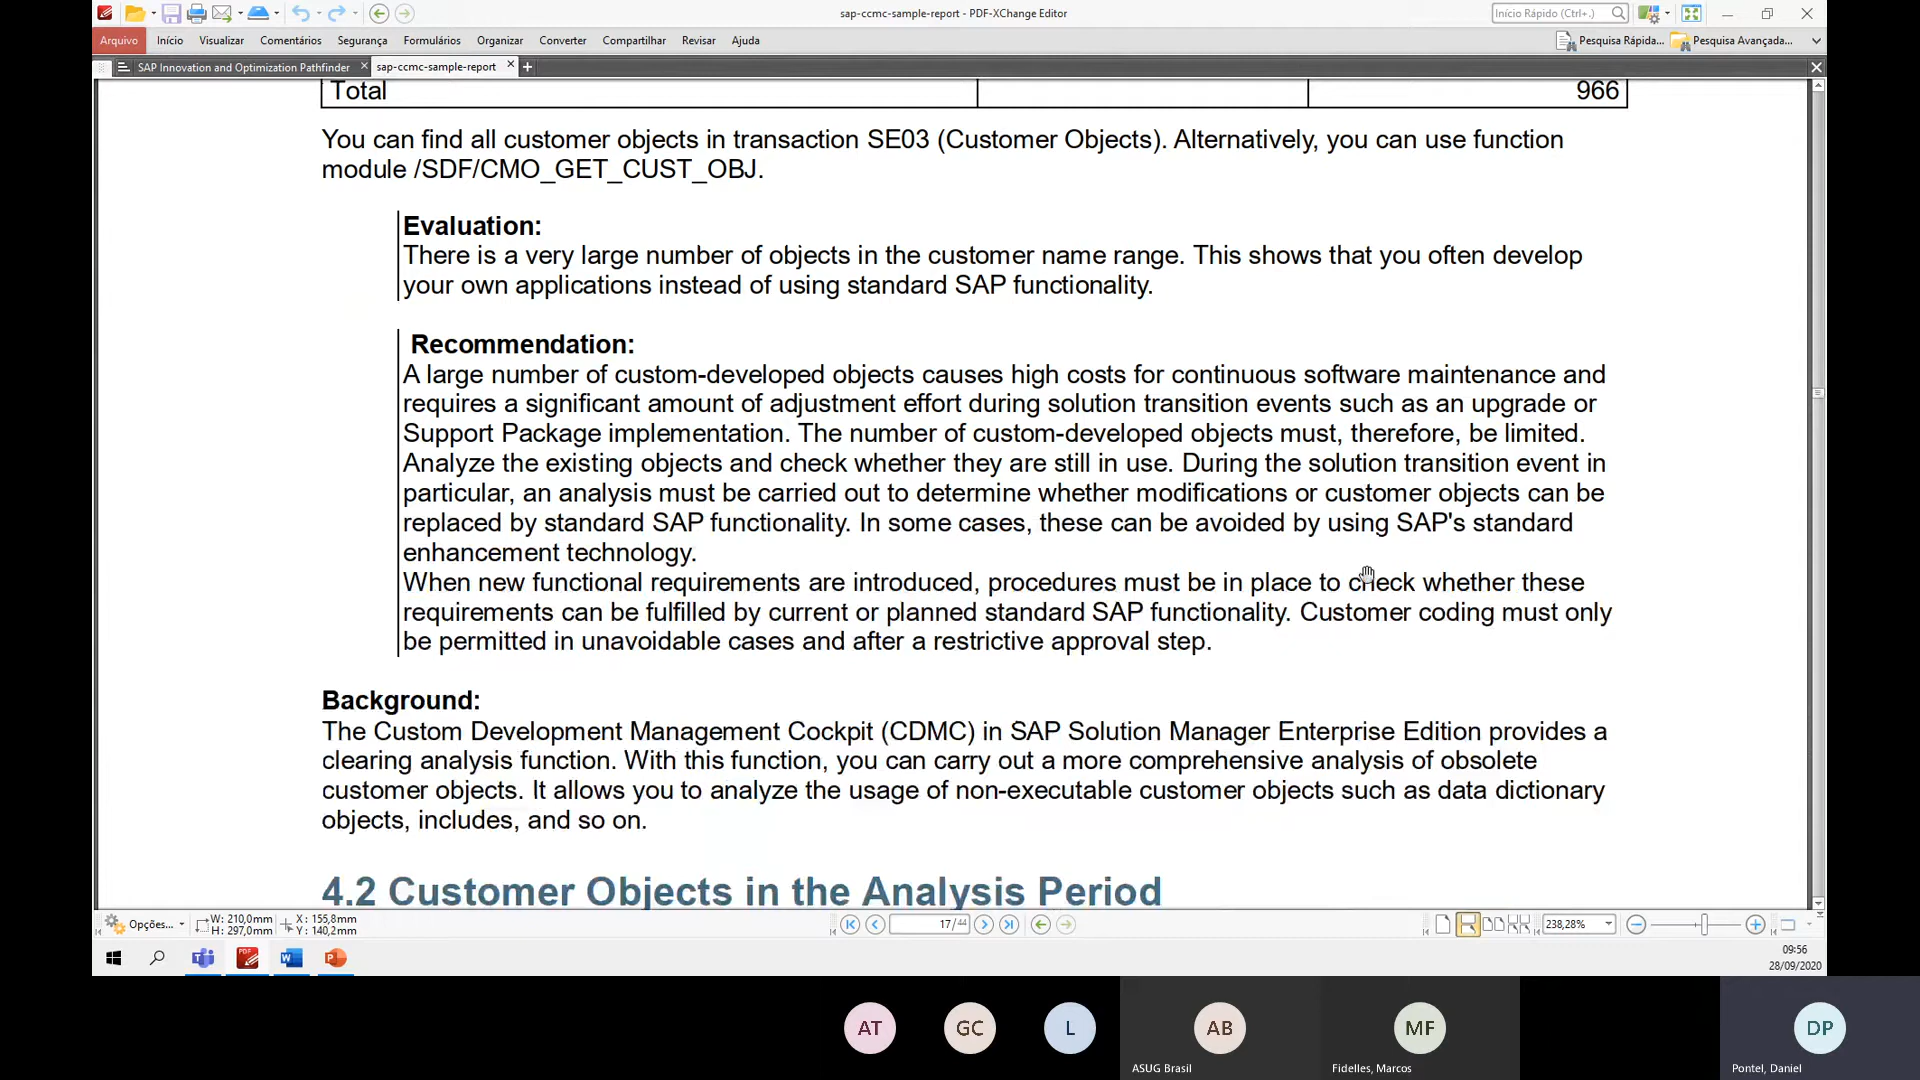 sap-ccmc-sample-report - PDF-XChange Editor
Início Rápido (Ctrl+.)
Arquivo Início Visualizar Comentários Segurança Formulários Organizar Converter Compartilhar Revisar Ajuda
Pesquisa Rápida... Pesquisa Avançada...
SAP Innovation and Optimization Pathfinder
sap-ccmc-sample-report
Total 966
You can find all customer objects in transaction SE03 (Customer Objects). Alternatively, you can use function
module /SDF/CMO_GET_CUST_OBJ.
Evaluation:
There is a very large number of objects in the customer name range. This shows that you often develop
your own applications instead of using standard SAP functionality.
Recommendation:
A large number of custom-developed objects causes high costs for continuous software maintenance and
requires a significant amount of adjustment effort during solution transition events such as an upgrade or
Support Package implementation. The number of custom-developed objects must, therefore, be limited.
Analyze the existing objects and check whether they are still in use. During the solution transition event in
particular, an analysis must be carried out to determine whether modifications or customer objects can be
replaced by standard SAP functionality. In some cases, these can be avoided by using SAP's standard
enhancement technology.
When new functional requirements are introduced, procedures must be in place to check whether these
requirements can be fulfilled by current or planned standard SAP functionality. Customer coding must only
be permitted in unavoidable cases and after a restrictive approval step.
Background:
The Custom Development Management Cockpit (CDMC) in SAP Solution Manager Enterprise Edition provides a
clearing analysis function. With this function, you can carry out a more comprehensive analysis of obsolete
customer objects. It allows you to analyze the usage of non-executable customer objects such as data dictionary
objects, includes, and so on.
4.2 Customer Objects in the Analysis Period
Opções...
W: 210,0mm
H: 297,0mm
X: 155,8mm
Y: 140,2mm
17 / 44
238,28%
09:56
28/09/2020
AT GC L AB MF DP
ASUG Brasil
Fidelles, Marcos
Pontel, Daniel